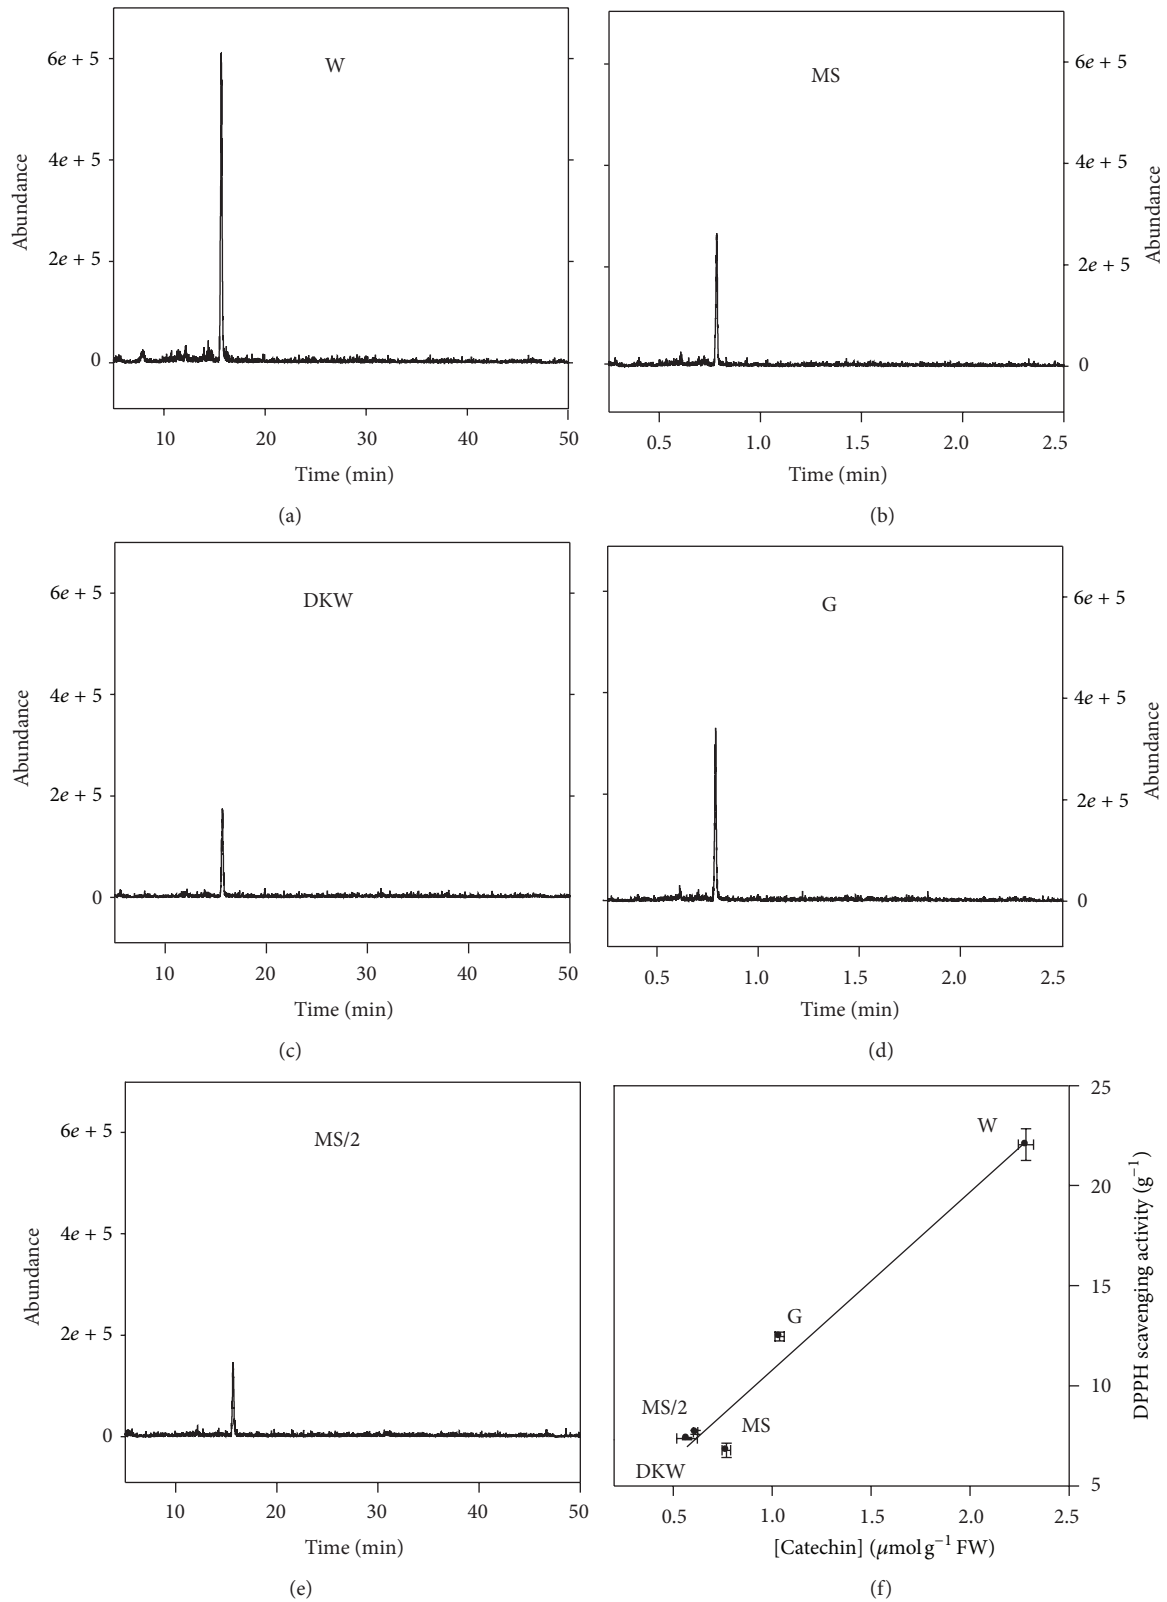 W
6e + 5
4e + 5
2e + 5
0
Abundance
10 20 30 40 50
Time (min)
(a)
MS
6e + 5
4e + 5
2e + 5
0
Abundance
0.5 1.0 1.5 2.0 2.5
Time (min)
(b)
DKW
6e + 5
4e + 5
2e + 5
0
Abundance
10 20 30 40 50
Time (min)
(c)
G
6e + 5
4e + 5
2e + 5
0
Abundance
0.5 1.0 1.5 2.0 2.5
Time (min)
(d)
MS/2
6e + 5
4e + 5
2e + 5
0
Abundance
10 20 30 40 50
Time (min)
(e)
25
20
15
10
5
DPPH scavenging activity (g⁻¹)
W
G
MS/2
MS
DKW
0.5 1.0 1.5 2.0 2.5
[Catechin] (μmol g⁻¹ FW)
(f)